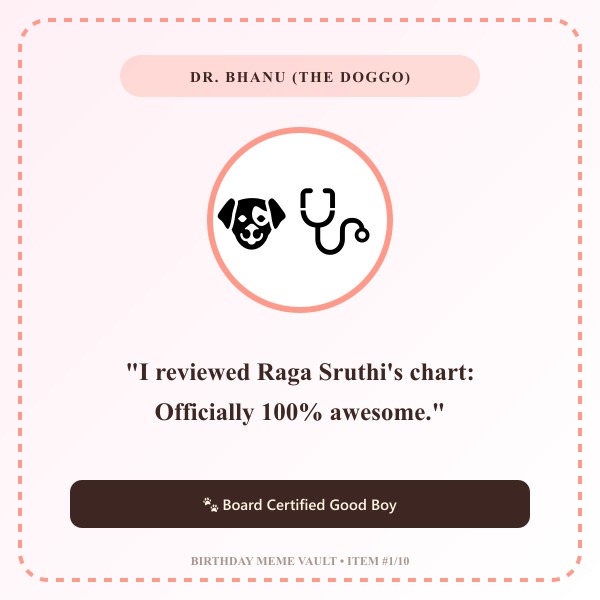 DR. BHANU (THE DOGGO)
"I reviewed Raga Sruthi's chart:
Officially 100% awesome."
🐾 Board Certified Good Boy
BIRTHDAY MEME VAULT • ITEM #1/10